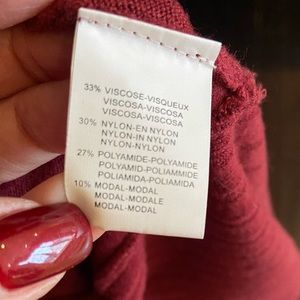 33% VISCOSE-VISQUEUX
VISCOSA-VISCOSA
VISCOSA-VISCOSA
30% NYLON-EN NYLON
NYLON-IN NYLON
NYLON-NYLON
27% POLYAMIDE-POLYAMIDE
POLYAMID-POLIAMMIDE
POLIAMIDA-POLIAMIDA
10% MODAL-MODAL
MODAL-MODALE
MODAL-MODAL